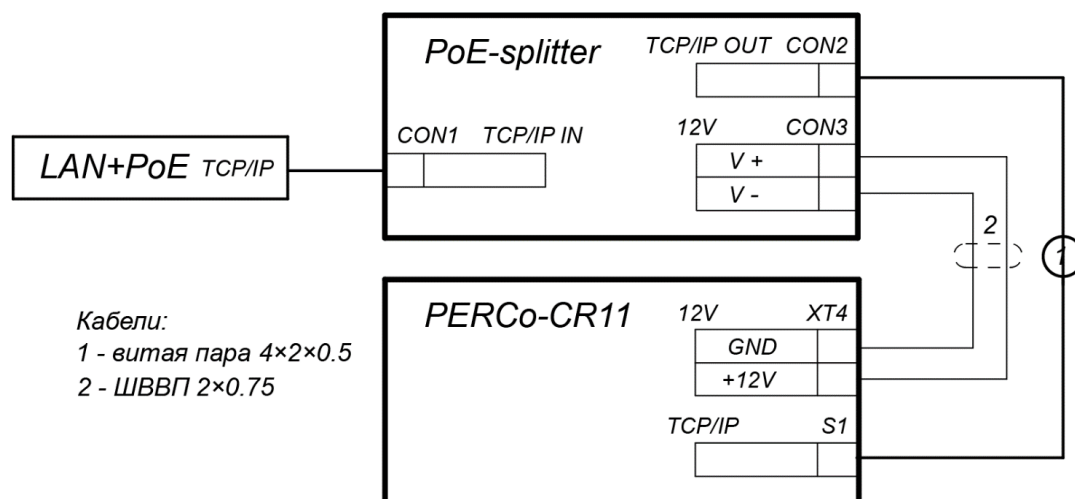 PoE-splitter
TCP/IP OUT CON2
12V CON3
V +
V -
CON1 TCP/IP IN
LAN+PoE TCP/IP
2
1
PERCo-CR11
12V XT4
GND
+12V
TCP/IP S1
Кабели:
1 - витая пара 4×2×0.5
2 - ШВВП 2×0.75